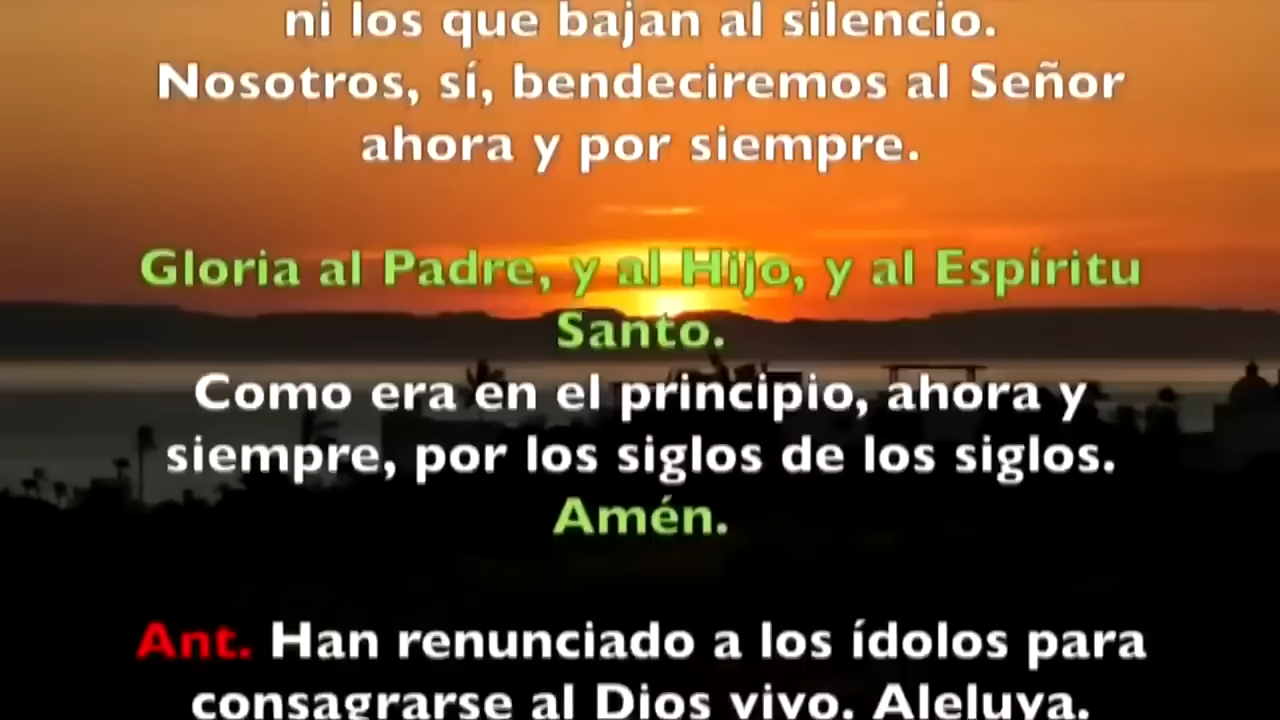 ni los que bajan al silencio.
Nosotros, sí, bendeciremos al Señor
ahora y por siempre.
Gloria al Padre, y al Hijo, y al Espíritu
Santo.
Como era en el principio, ahora y
siempre, por los siglos de los siglos.
Amén.
Ant. Han renunciado a los ídolos para
consagrarse al Dios vivo. Aleluya.